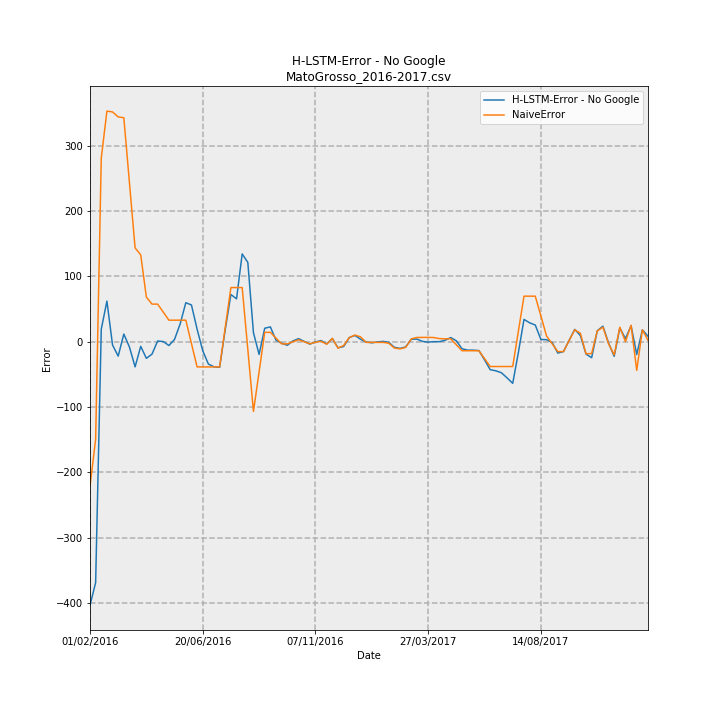 H-LSTM-Error - No Google
MatoGrosso_2016-2017.csv
H-LSTM-Error - No Google
NaiveError
Error
300
200
100
0
−100
−200
−300
−400
01/02/2016
20/06/2016
07/11/2016
27/03/2017
14/08/2017
Date